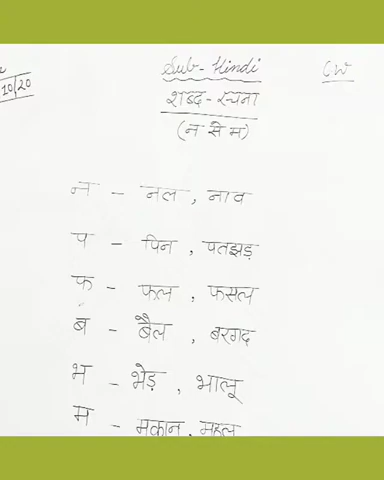 Sub-Hindi
CW
10/20
शब्द-रचना
(न से म)
न - नल, नाव
प - पिन, पतझड़
फ - फल, फसल
ब - बैल, बरगद
भ - भेड़, भालू
म - मकान, महल